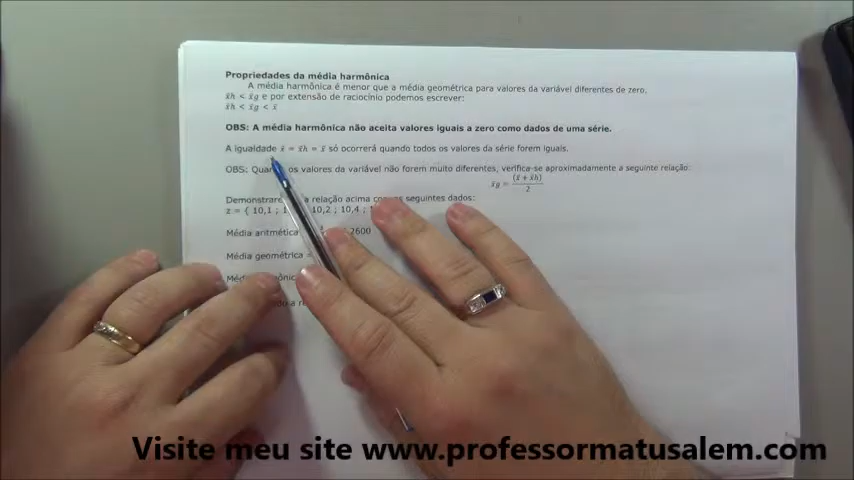 Propriedades da média harmônica
A média harmônica é menor que a média geométrica para valores da variável diferentes de zero,
x̄h < x̄g e por extensão de raciocínio podemos escrever:
x̄h < x̄g < x̄
OBS: A média harmônica não aceita valores iguais a zero como dados de uma série.
A igualdade x̄ = x̄h = x̄ só ocorrerá quando todos os valores da série forem iguais.
OBS: os valores da variável não forem muito diferentes, verifica-se aproximadamente a seguinte relação:
x̄g = (x̄ + x̄h) / 2
a relação acima seguintes dados:
z = { 10,1 ; 10,2 ; 10,4 ;
Média aritmética 2600
Média geométrica =
Visite meu site www.professormatusalem.com